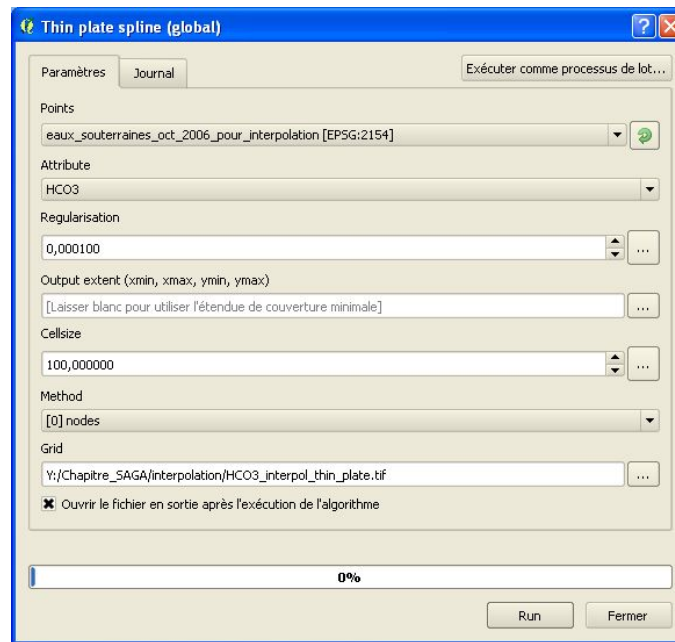 Thin plate spline (global)
Paramètres
Journal
Exécuter comme processus de lot...
Points
eaux_souterraines_oct_2006_pour_interpolation [EPSG:2154]
Attribute
HCO3
Regularisation
0,000100
...
Output extent (xmin, xmax, ymin, ymax)
[Laisser blanc pour utiliser l'étendue de couverture minimale]
...
Cellsize
100,000000
...
Method
[0] nodes
Grid
Y:/Chapitre_SAGA/interpolation/HCO3_interpol_thin_plate.tif
...
Ouvrir le fichier en sortie après l'exécution de l'algorithme
0%
Run
Fermer